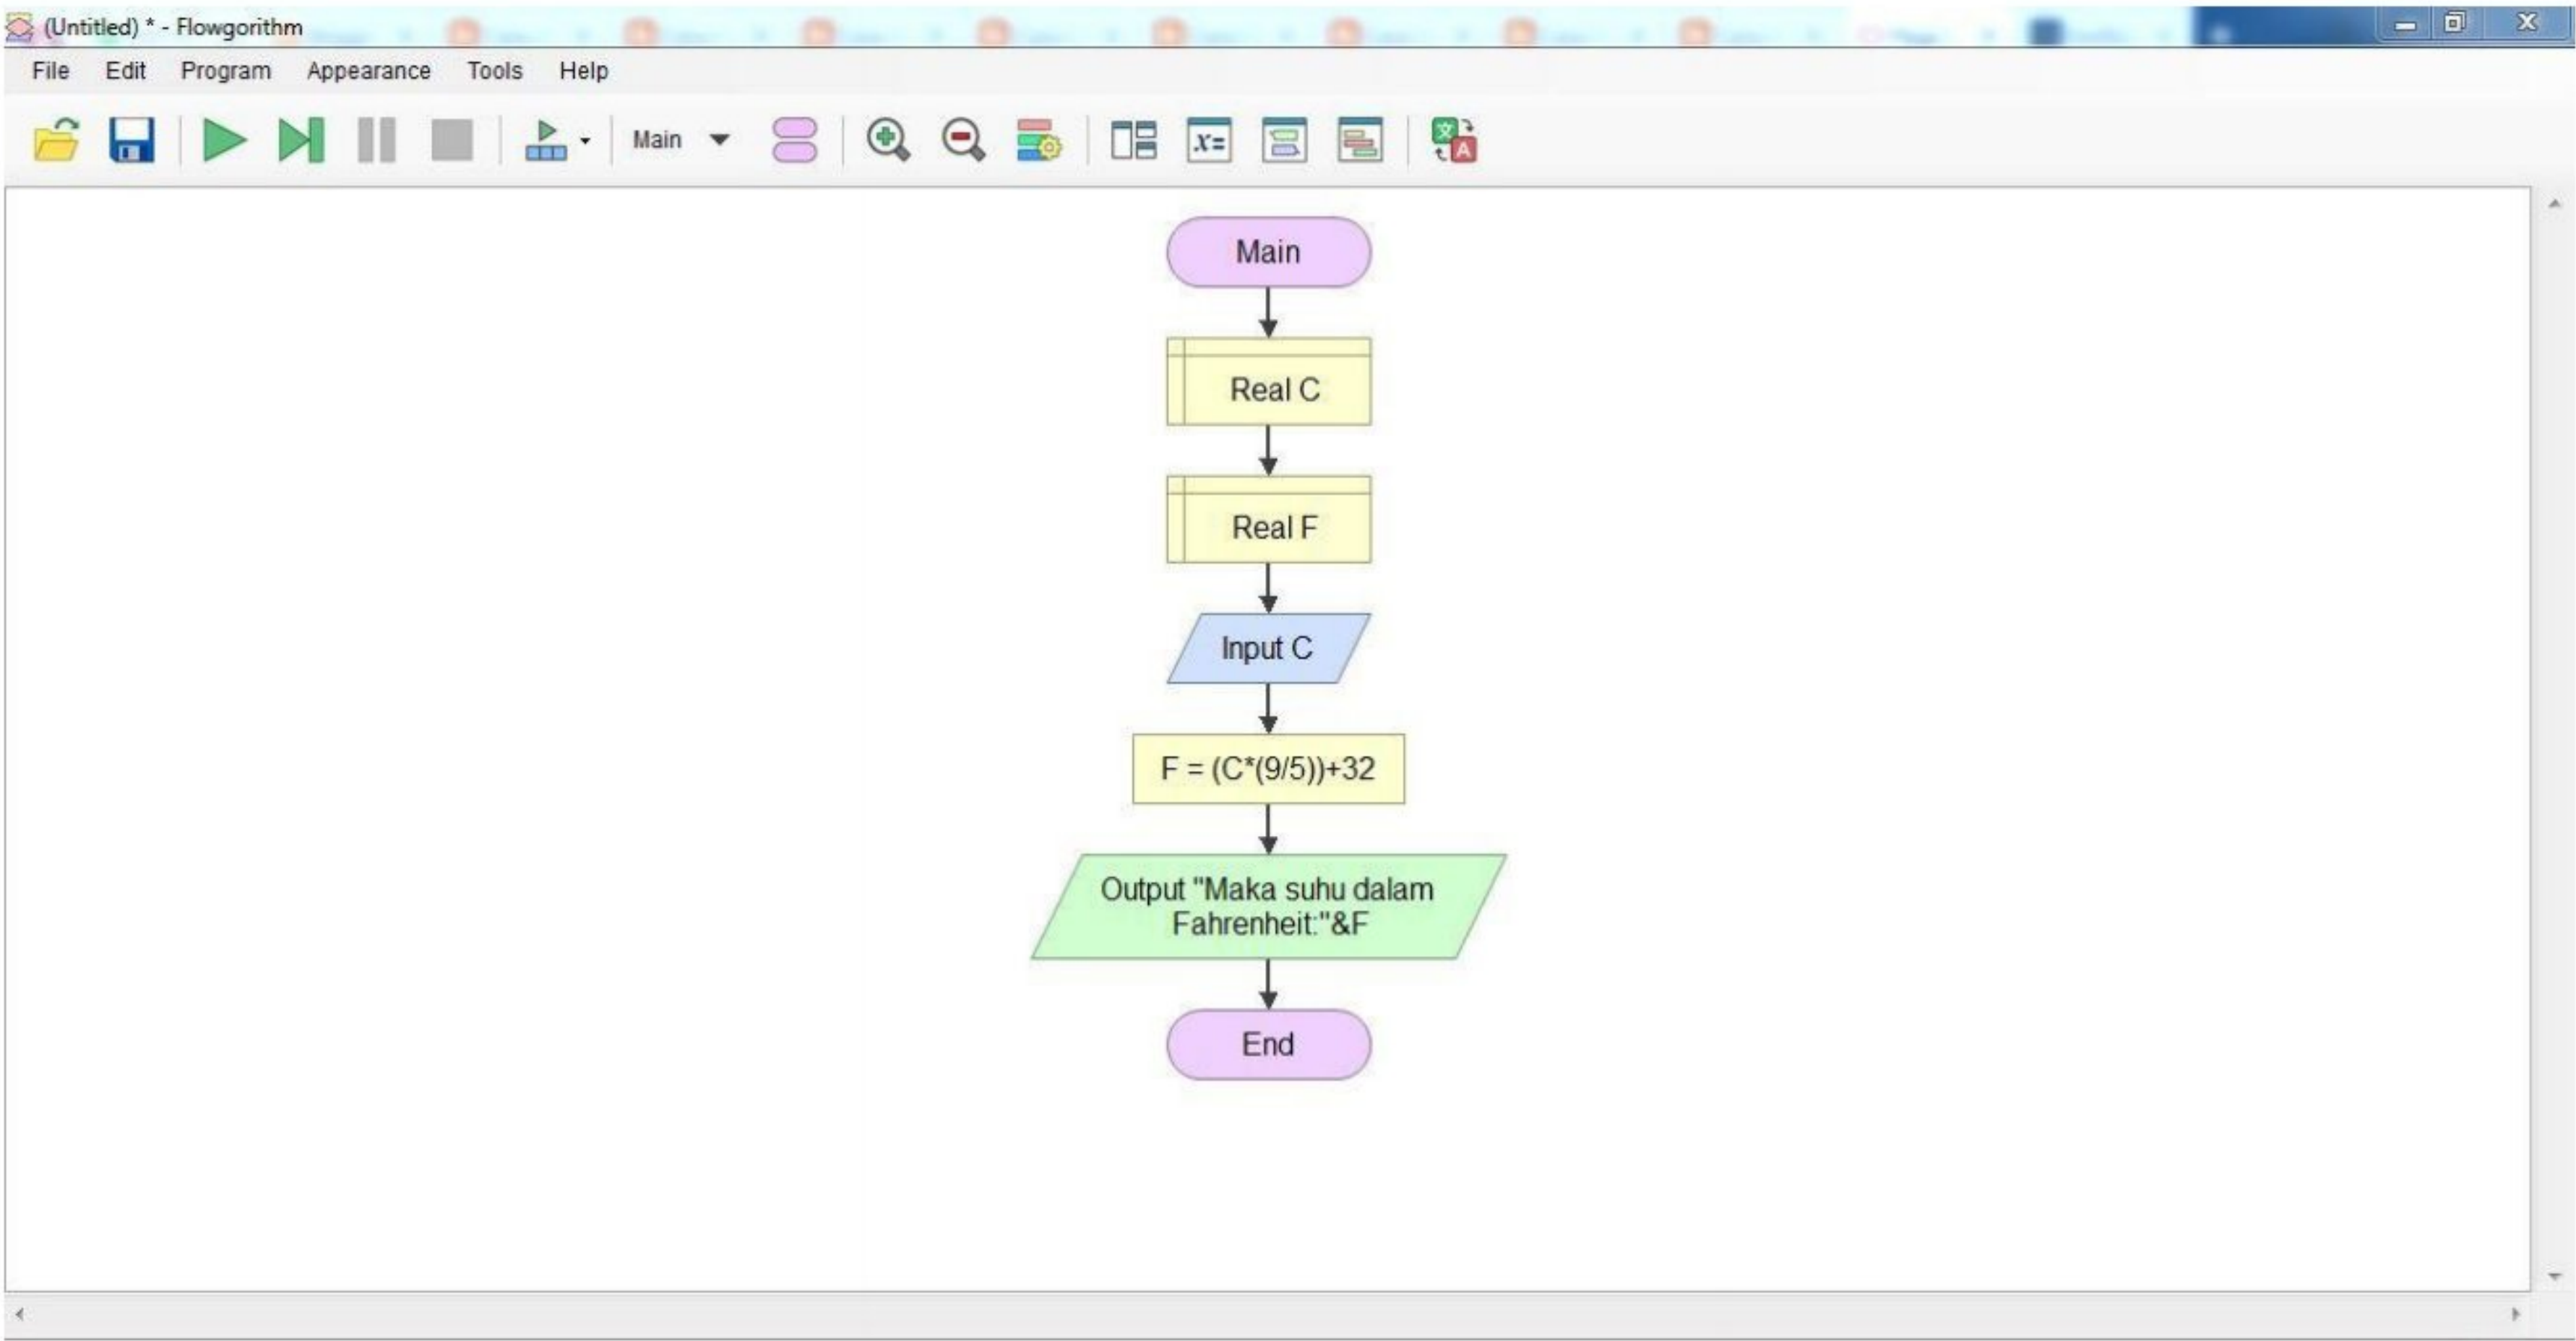 (Untitled) * - Flowgorithm
File Edit Program Appearance Tools Help
Main
x=
文
A
Main
Real C
Real F
Input C
F = (C*(9/5))+32
Output "Maka suhu dalam
Fahrenheit:"&F
End